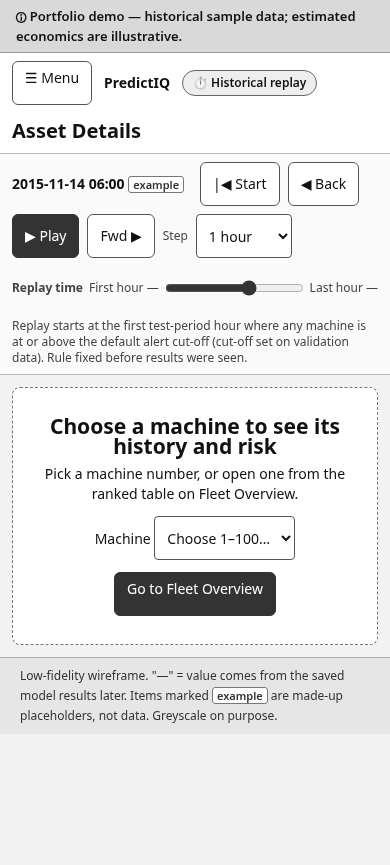 ⓘ Portfolio demo — historical sample data; estimated
economics are illustrative.
☰ Menu
PredictIQ
⏱️ Historical replay
Asset Details
2015-11-14 06:00 example
|◀ Start
◀ Back
▶ Play
Fwd ▶
Step
1 hour
Replay time First hour —
Last hour —
Replay starts at the first test-period hour where any machine is
at or above the default alert cut-off (cut-off set on validation
data). Rule fixed before results were seen.
Choose a machine to see its
history and risk
Pick a machine number, or open one from the
ranked table on Fleet Overview.
Machine
Choose 1–100...
Go to Fleet Overview
Low-fidelity wireframe. "—" = value comes from the saved
model results later. Items marked example are made-up
placeholders, not data. Greyscale on purpose.